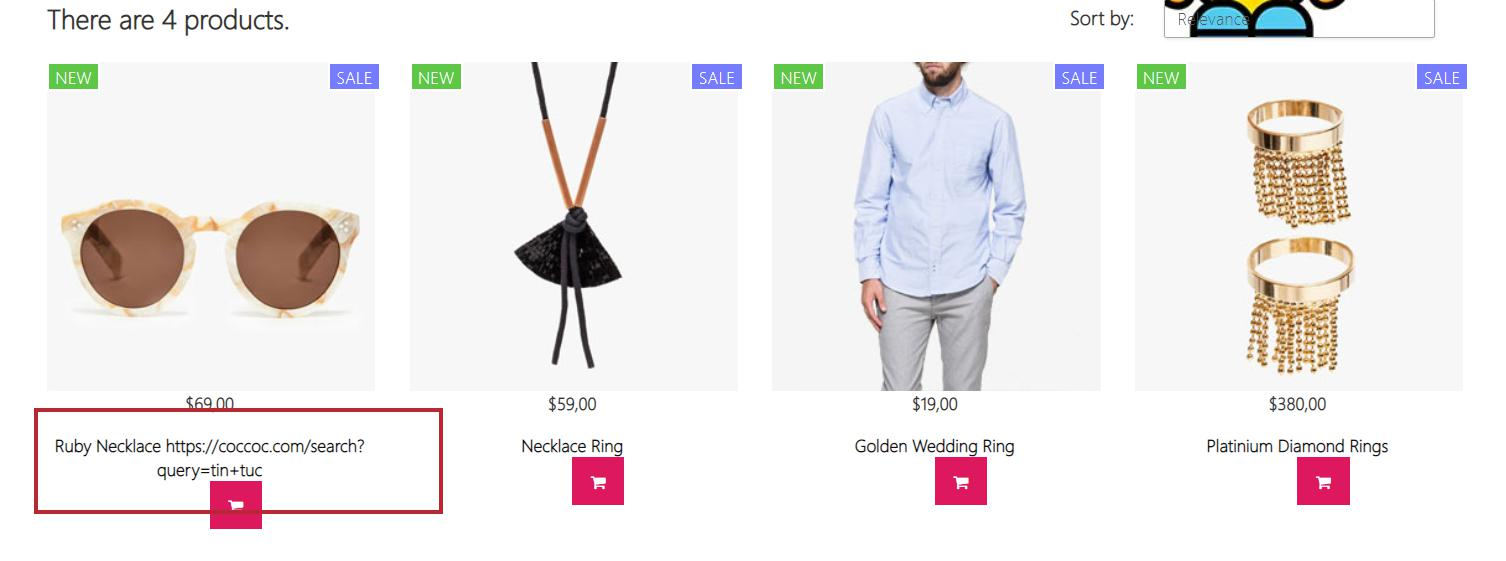 There are 4 products.
Sort by:
Relevance
NEW
SALE
NEW
SALE
NEW
SALE
NEW
SALE
$69,00
$59,00
$19,00
$380,00
Ruby Necklace https://coccoc.com/search?
query=tin+tuc
Necklace Ring
Golden Wedding Ring
Platinium Diamond Rings